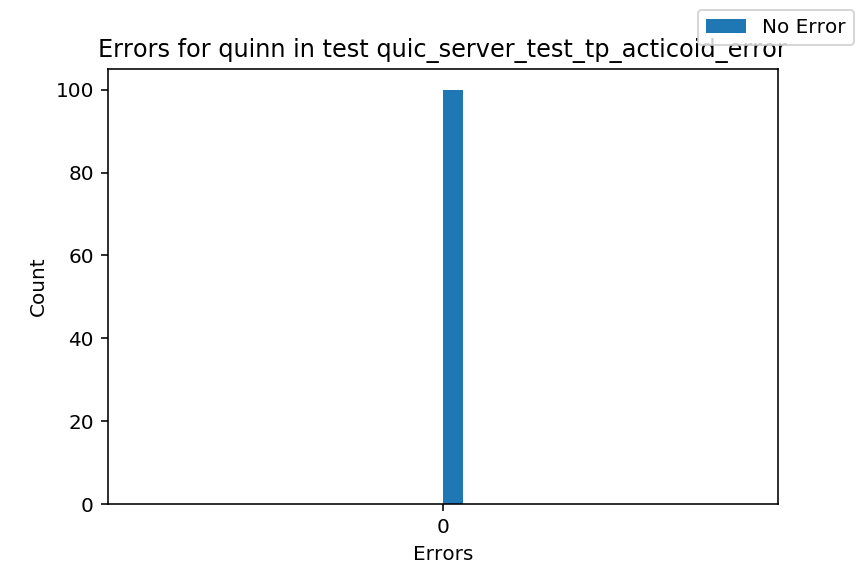 No Error
Errors for quinn in test quic_server_test_tp_acticoid_error
100
80
60
40
20
0
Count
0
Errors